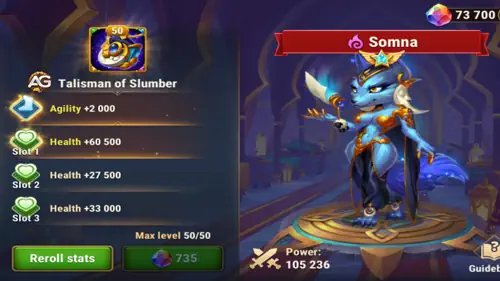 50
73 700
Somna
AG
Talisman of Slumber
Agility +2 000
Health +60 500
Slot 1
Health +27 500
Slot 2
Health +33 000
Slot 3
Max level 50/50
Reroll stats
735
Power:
105 236
?
Guideb